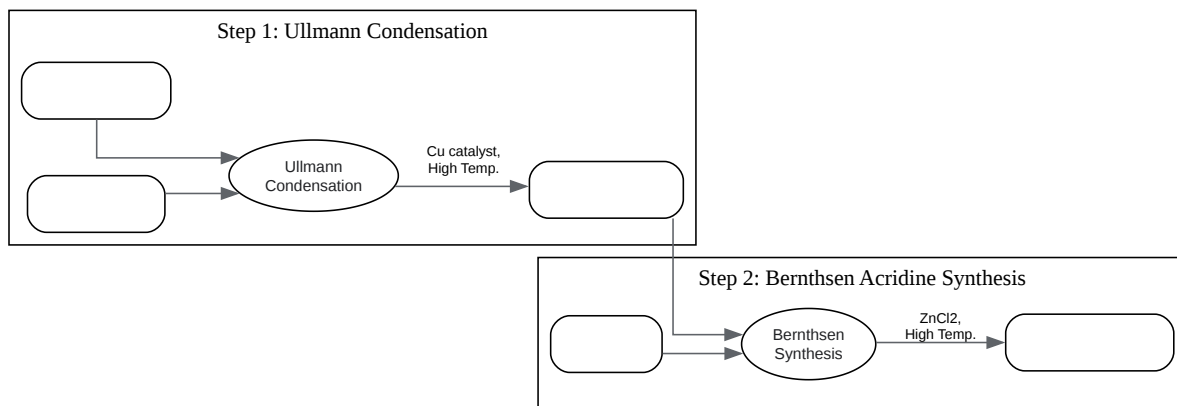 Step 1: Ullmann Condensation
Ullmann
Condensation
Cu catalyst,
High Temp.
Step 2: Bernthsen Acridine Synthesis
Bernthsen
Synthesis
ZnCl2,
High Temp.